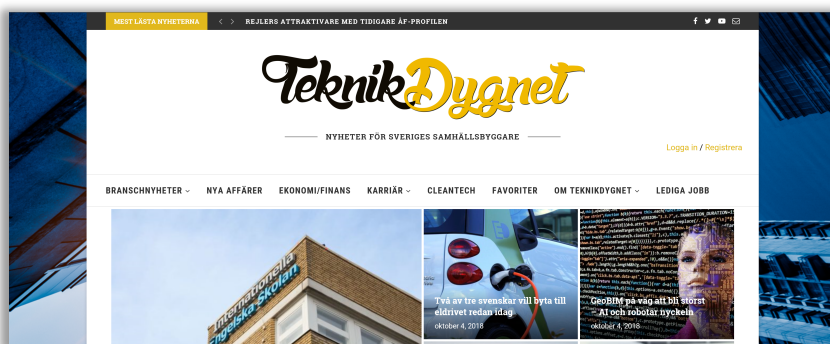 MEST LÄSTA NYHETERNA
REJLERS ATTRAKTIVARE MED TIDIGARE ÅF-PROFILEN
TeknikDygnet
NYHETER FÖR SVERIGES SAMHÄLLSBYGGARE
Logga in / Registrera
BRANSCHNYHETER NYA AFFÄRER EKONOMI/FINANS KARRIÄR CLEANTECH FAVORITER OM TEKNIKDYGNET LEDIGA JOBB
Internationella
Engelska Skolan
Två av tre svenskar vill byta till
eldrivet redan idag
oktober 4, 2018
GeoBIM på väg att bli störst
– AI och robotar nyckeln
oktober 4, 2018